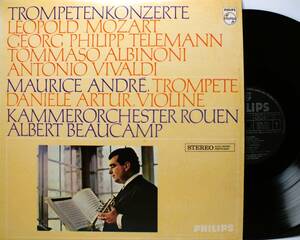 TROMPETENKONZERTE
LEOPOLD MOZART
GEORG PHILIPP TELEMANN
TOMMASO ALBINONI
ANTONIO VIVALDI
MAURICE ANDRÉ, TROMPETE
DANIÈLE ARTUR, VIOLINE
KAMMERORCHESTER ROUEN
ALBERT BEAUCAMP
PHILIPS
STEREO
PHILIPS
PHILIPS